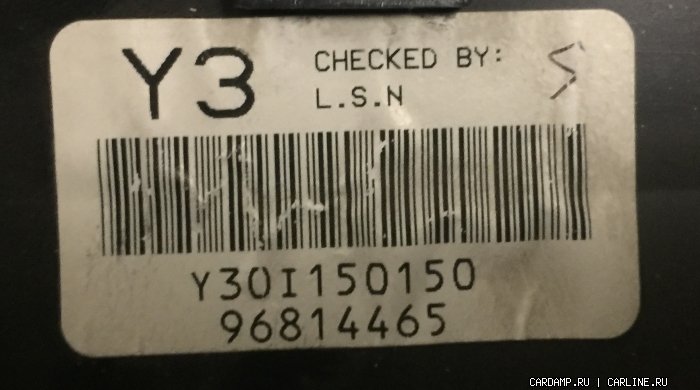 Y3 CHECKED BY: S
L.S.N
Y30I150150
96814465
CARDAMP.RU | CARLINE.RU